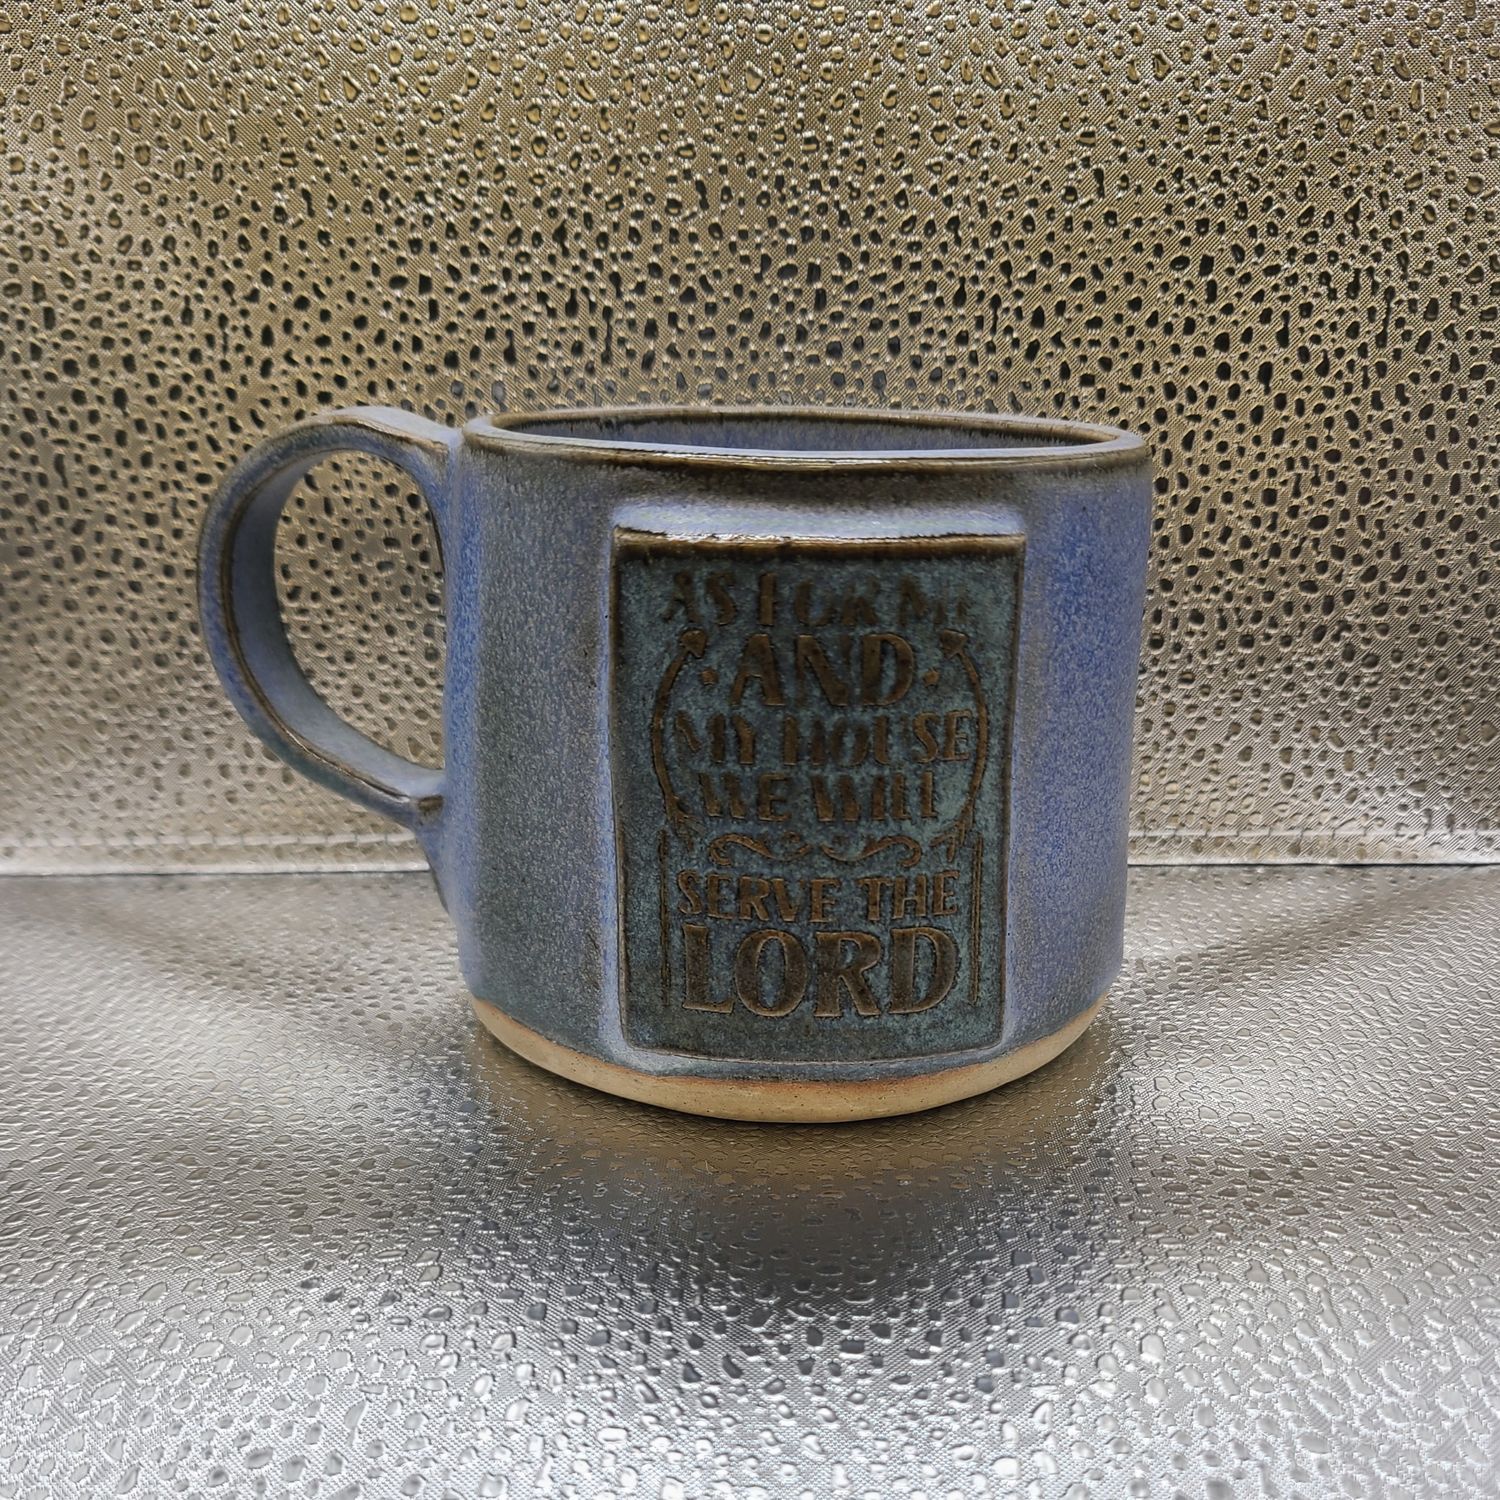 AS FOR ME
AND
MY HOUSE
WE WILL
SERVE THE
LORD